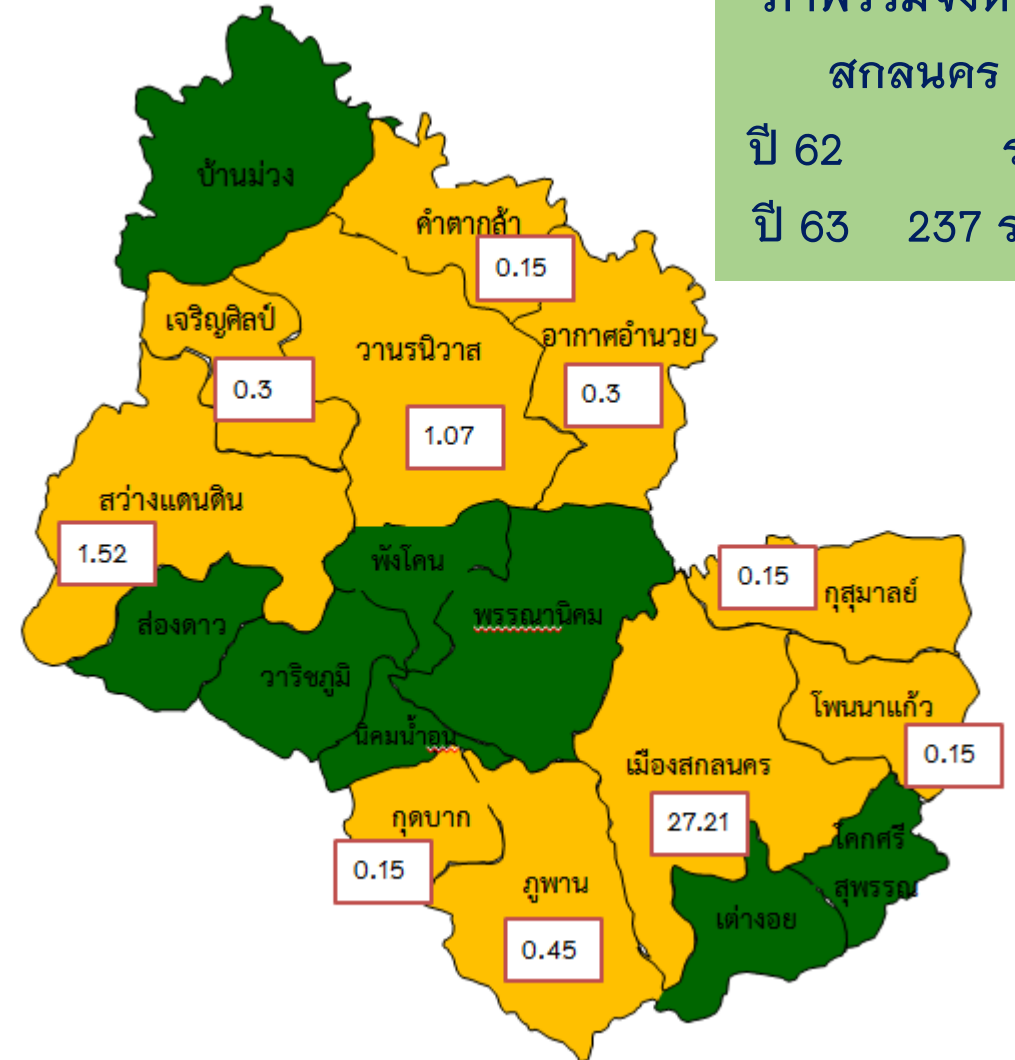 สกลนคร
ปี 62
ปี 63 237
บ้านม่วง
คำตากล้า
0.15
เจริญศิลป์
0.3
วานรนิวาส
1.07
อากาศอำนวย
0.3
สว่างแดนดิน
1.52
พังโคน
พรรณานิคม
0.15
กุสุมาลย์
ส่องดาว
วาริชภูมิ
โพนนาแก้ว
0.15
นิคมน้ำอูน
เมืองสกลนคร
27.21
กุดบาก
0.15
ภูพาน
0.45
โคกศรี
สุพรรณ
เต่างอย